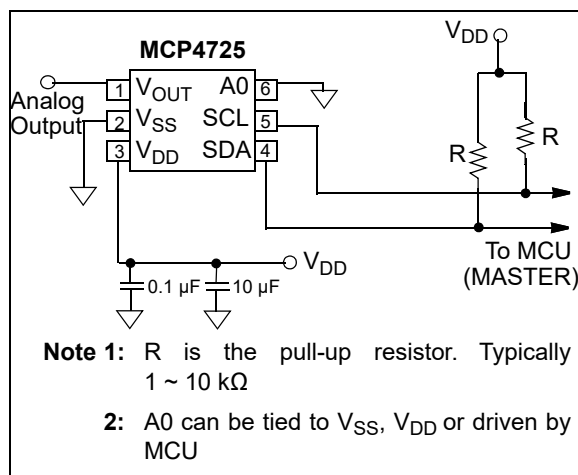 MCP4725
VDD
Analog
Output
1 VOUT A0 6
2 VSS SCL 5
3 VDD SDA 4
R
R
To MCU
(MASTER)
VDD
0.1 µF
10 µF
Note 1: R is the pull-up resistor. Typically
1 ~ 10 kΩ
2: A0 can be tied to VSS, VDD or driven by
MCU